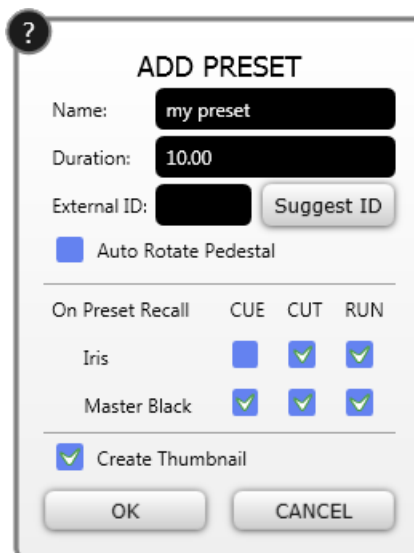 ?
ADD PRESET
Name: my preset
Duration: 10.00
External ID: Suggest ID
Auto Rotate Pedestal
On Preset Recall CUE CUT RUN
Iris
Master Black
Create Thumbnail
OK CANCEL